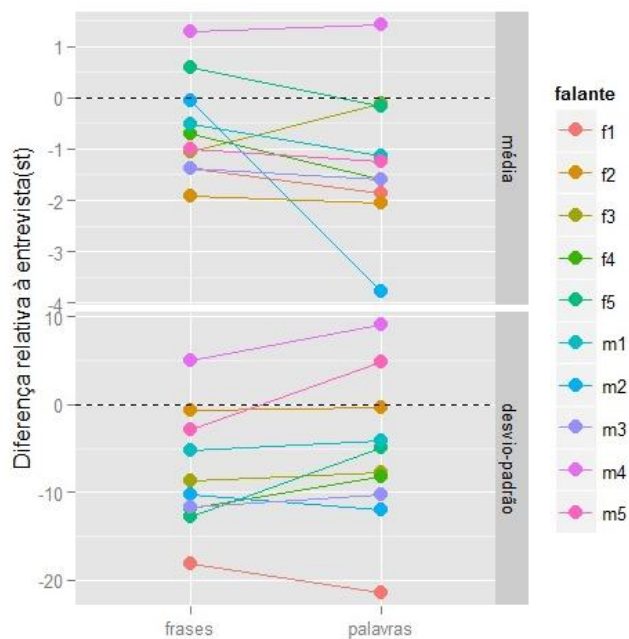 Diferença relativa à entrevista(st)
1
0
-1
-2
-3
-4
média
10
0
-10
-20
desvio-padrão
frases
palavras
falante
f1
f2
f3
f4
f5
m1
m2
m3
m4
m5